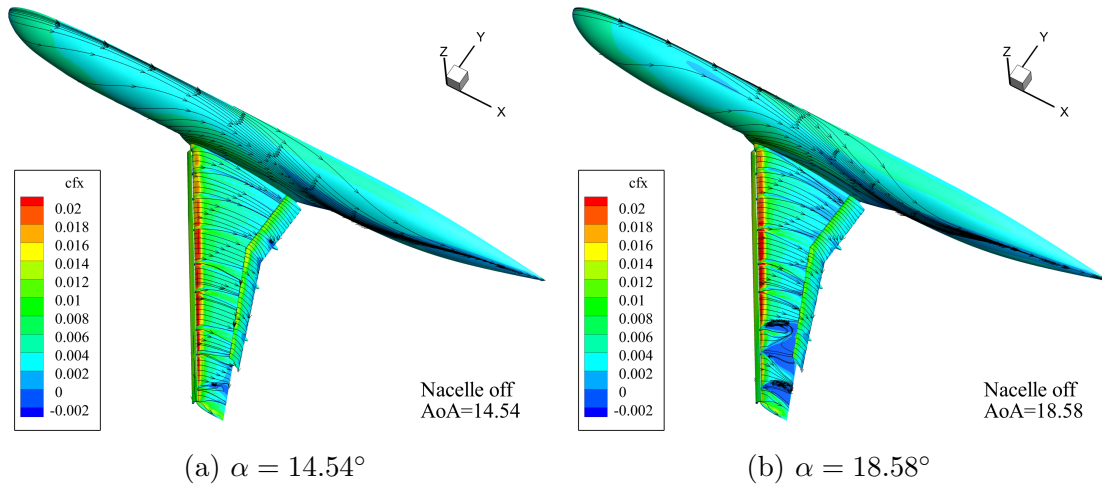 Z
Y
X
cfx
0.02
0.018
0.016
0.014
0.012
0.01
0.008
0.006
0.004
0.002
0
-0.002
Nacelle off
AoA=14.54
(a) α = 14.54°
Z
Y
X
cfx
0.02
0.018
0.016
0.014
0.012
0.01
0.008
0.006
0.004
0.002
0
-0.002
Nacelle off
AoA=18.58
(b) α = 18.58°